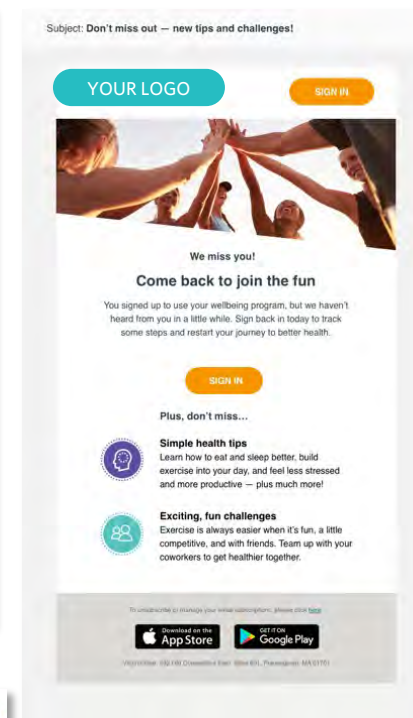 Subject: Don't miss out — new tips and challenges!
YOUR LOGO
SIGN IN
We miss you!
Come back to join the fun
You signed up to use your wellbeing program, but we haven't
heard from you in a little while. Sign back in today to track
some steps and restart your journey to better health.
SIGN IN
Plus, don't miss...
Simple health tips
Learn how to eat and sleep better, build
exercise into your day, and feel less stressed
and more productive — plus much more!
Exciting, fun challenges
Exercise is always easier when it's fun, a little
competitive, and with friends. Team up with your
coworkers to get healthier together.
To unsubscribe or manage your email subscriptions, please click here
Download on the
App Store
GET IT ON
Google Play